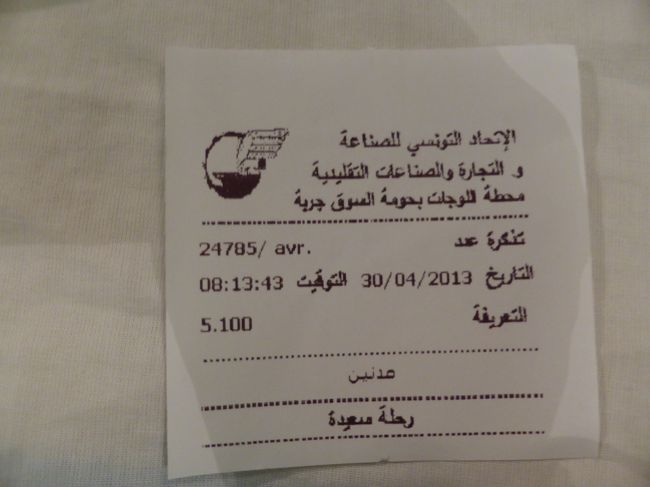 الإتحاد التونسي للصناعة
و التجارة والصناعات التقليدية
محطة اللوجات بحومة السوق جربة
تذكرة عدد 24785/ avr.
التاريخ 30/04/2013 التوقيت 08:13:43
التعريفة 5.100
مدنين
رحلة سعيدة